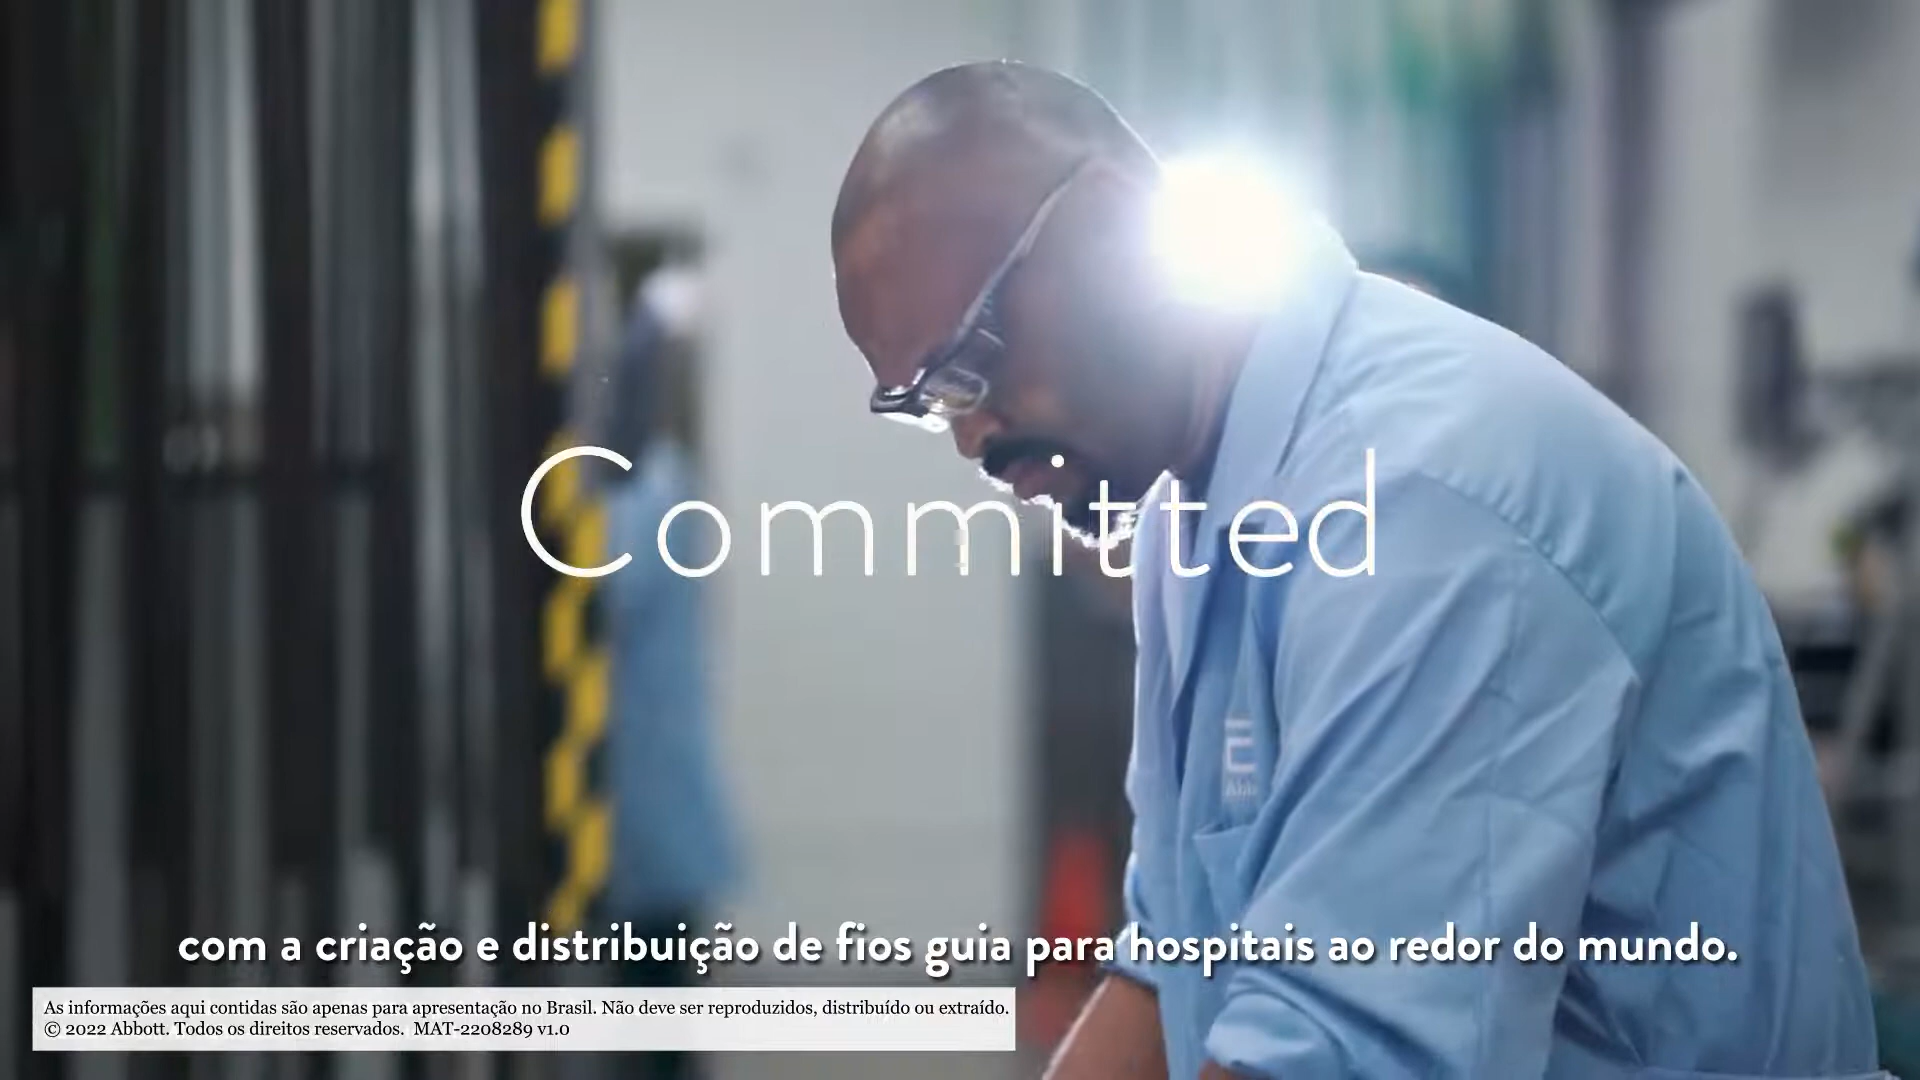 Committed
com a criação e distribuição de fios guia para hospitais ao redor do mundo.
As informações aqui contidas são apenas para apresentação no Brasil. Não deve ser reproduzidos, distribuído ou extraído.
© 2022 Abbott. Todos os direitos reservados. MAT-2208289 v1.0